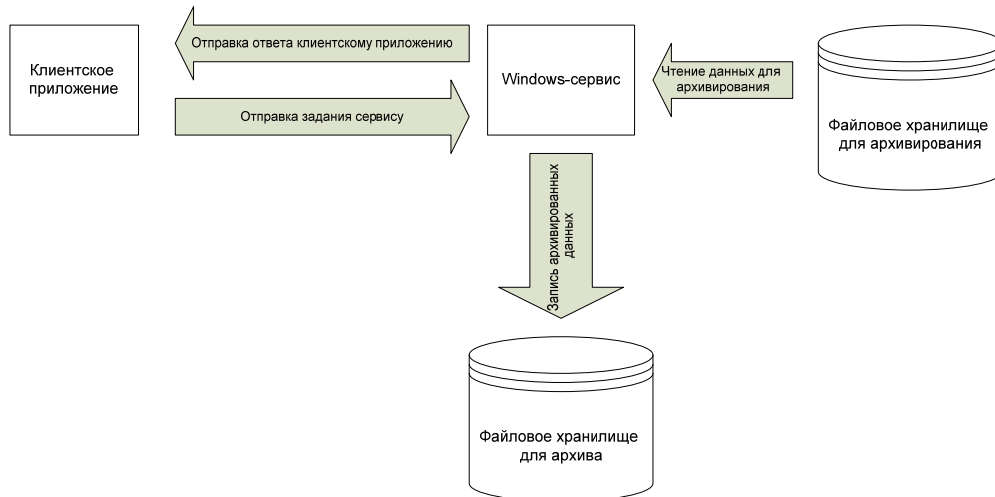 Клиентское
приложение
Отправка ответа клиентскому приложению
Отправка задания сервису
Windows-сервис
Чтение данных для
архивирования
Файловое хранилище
для архивирования
Запись архивированных
данных
Файловое хранилище
для архива